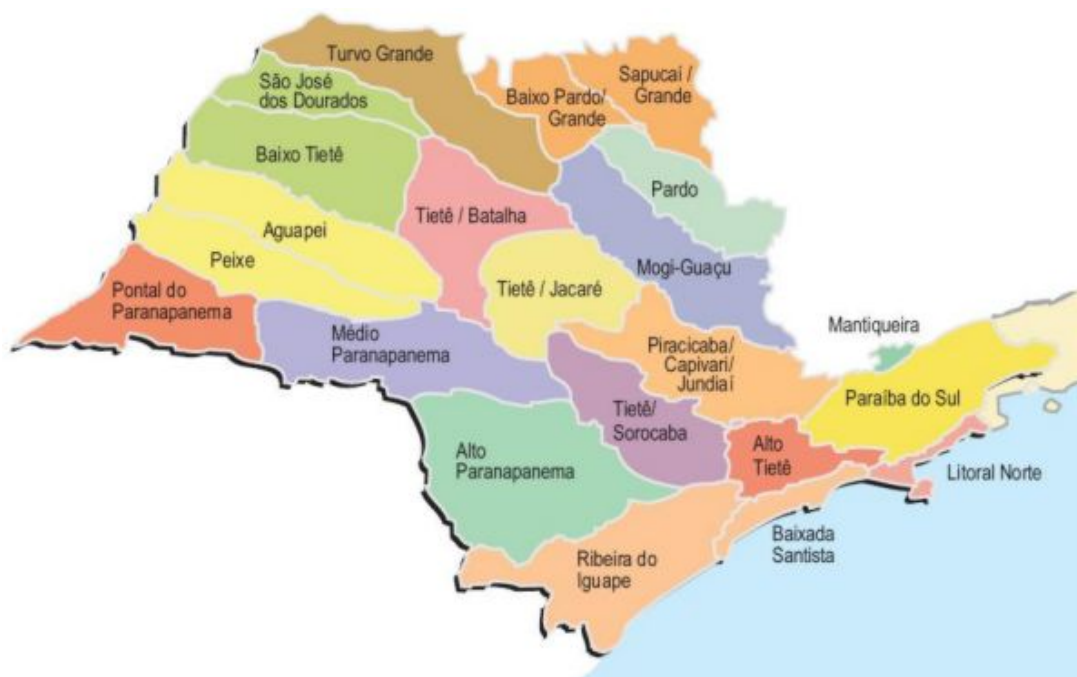 Turvo Grande
São José
dos Dourados
Baixo Pardo/
Grande
Sapucaí /
Grande
Baixo Tietê
Pardo
Tietê / Batalha
Aguapei
Peixe
Mogi-Guaçu
Pontal do
Paranapanema
Tietê / Jacaré
Médio
Paranapanema
Mantiqueira
Piracicaba/
Capivari/
Jundiaí
Paraíba do Sul
Tietê/
Sorocaba
Alto
Tietê
Alto
Paranapanema
Litoral Norte
Baixada
Santista
Ribeira do
Iguape